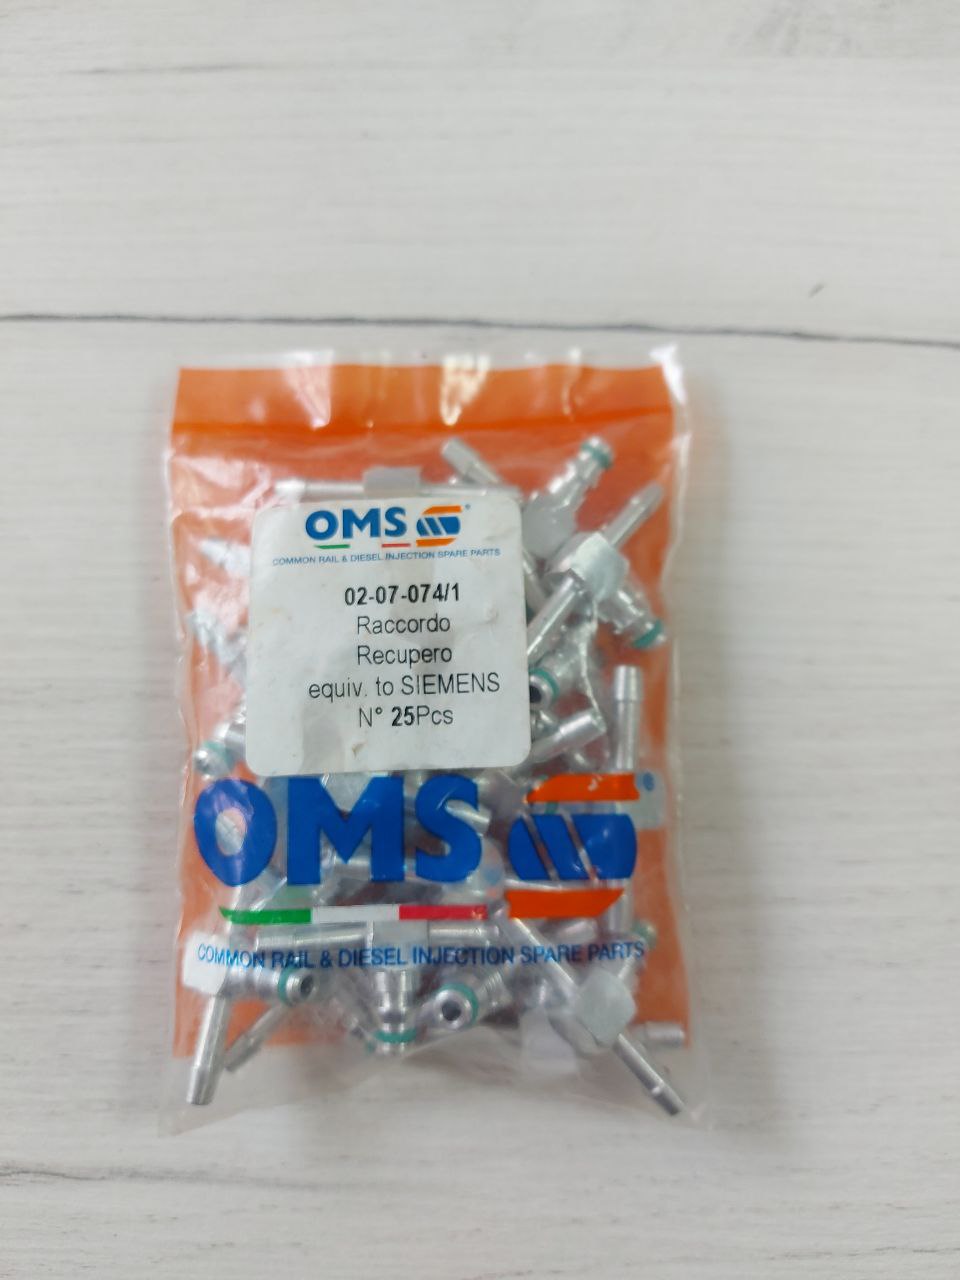 OMS
COMMON RAIL & DIESEL INJECTION SPARE PARTS
02-07-074/1
Raccordo
Recupero
equiv. to SIEMENS
N° 25Pcs
OMS
COMMON RAIL & DIESEL INJECTION SPARE PARTS